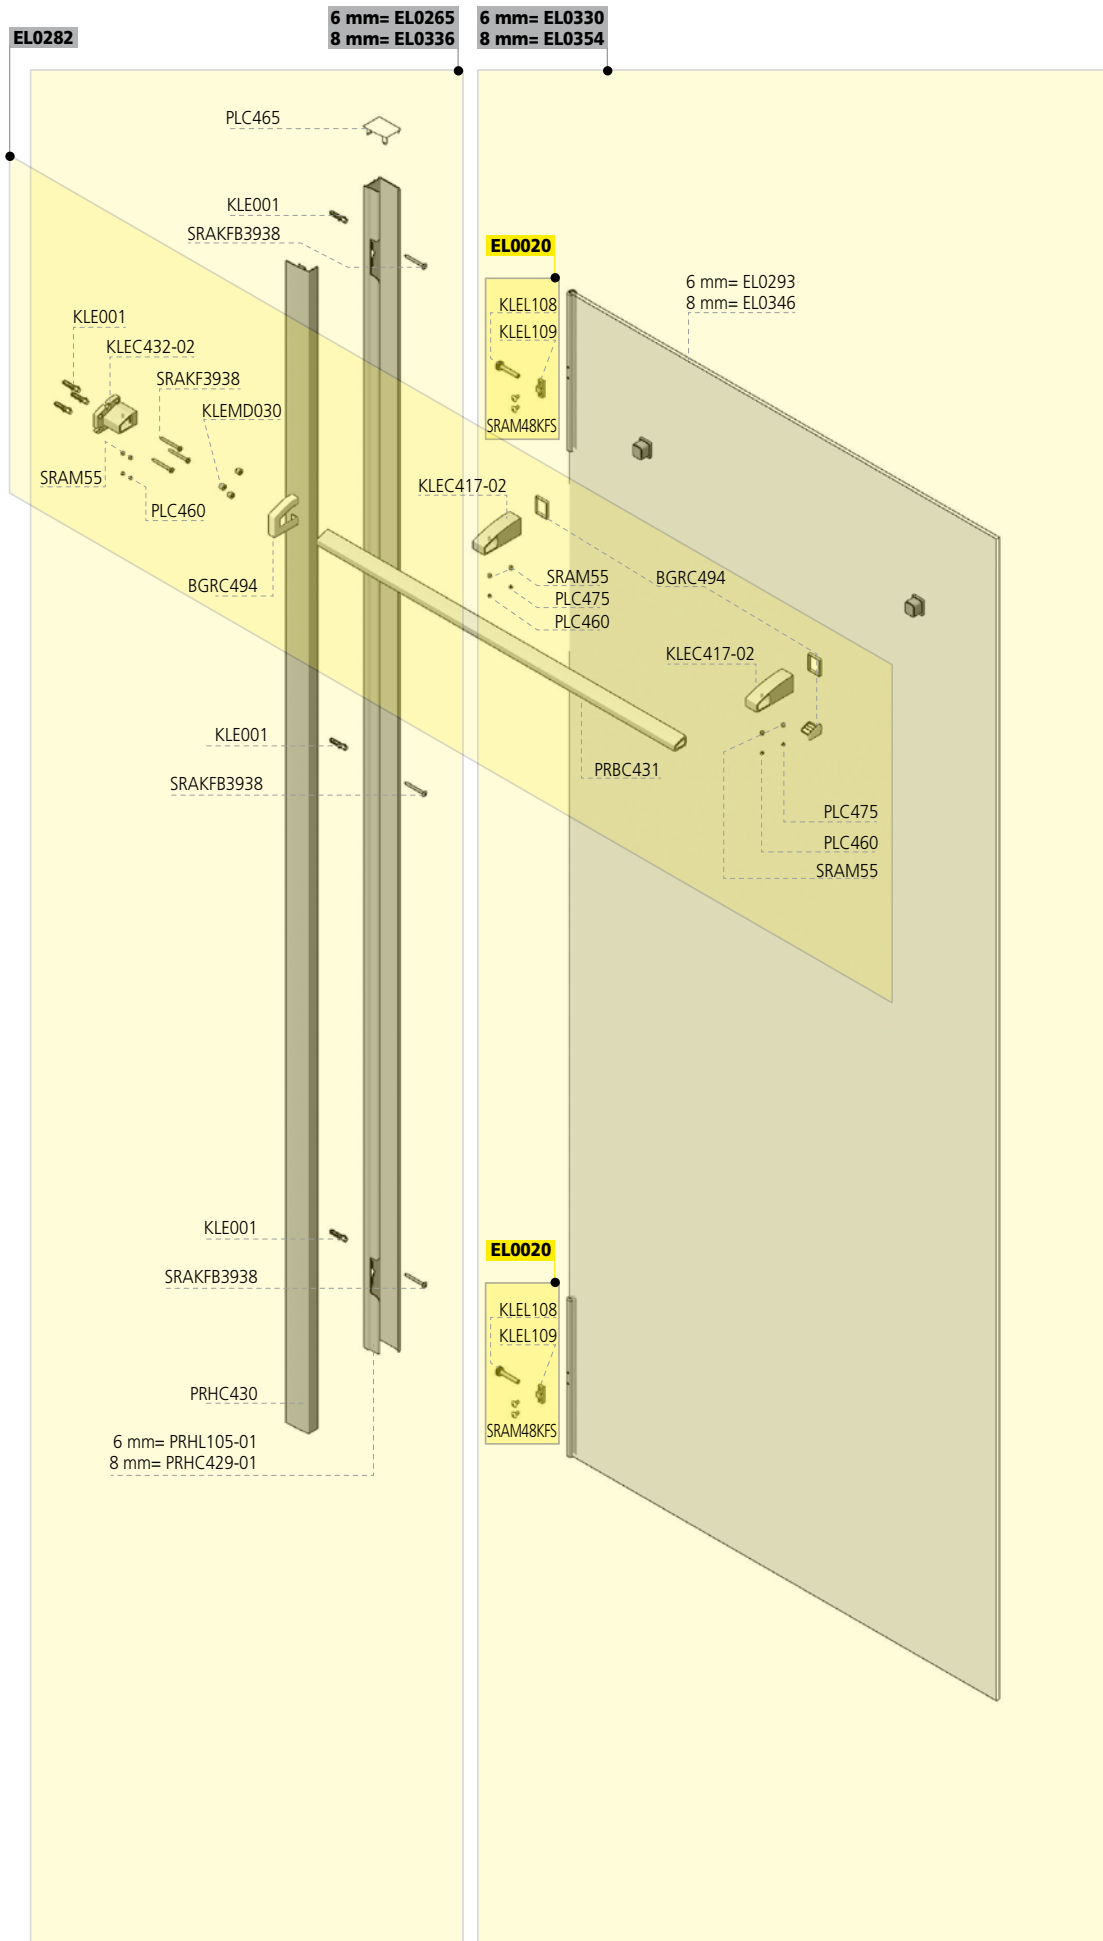 EL0282
6 mm= EL0265
8 mm= EL0336
6 mm= EL0330
8 mm= EL0354
PLC465
KLE001
SRAKFB3938
EL0020
KLEL108
KLEL109
SRAM48KFS
6 mm= EL0293
8 mm= EL0346
KLE001
KLEC432-02
SRAKF3938
KLEMD030
SRAM55
PLC460
BGRC494
KLEC417-02
SRAM55
PLC475
PLC460
BGRC494
KLEC417-02
PRBC431
KLE001
SRAKFB3938
PLC475
PLC460
SRAM55
KLE001
SRAKFB3938
EL0020
KLEL108
KLEL109
SRAM48KFS
PRHC430
6 mm= PRHL105-01
8 mm= PRHC429-01